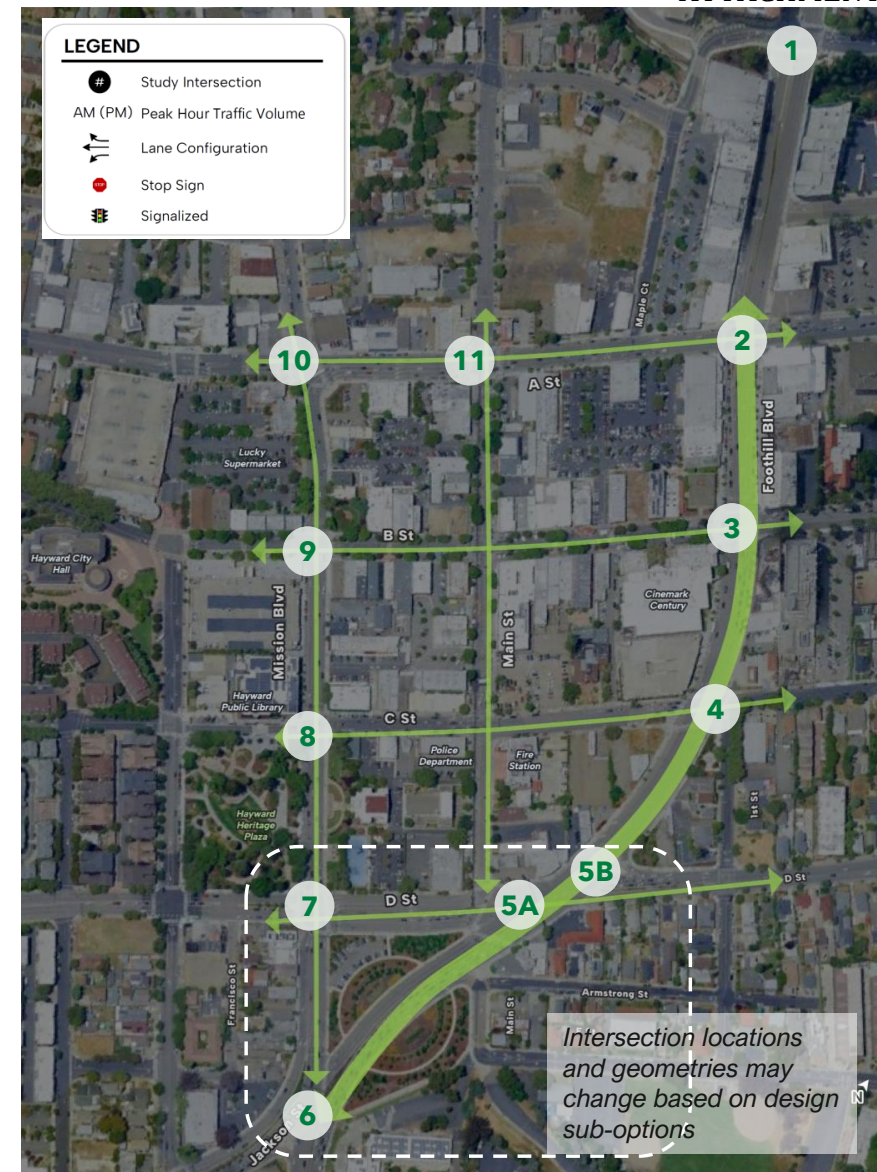 LEGEND
# Study Intersection
AM (PM) Peak Hour Traffic Volume
Lane Configuration
STOP Stop Sign
Signalized
1
Maple Ct
2
10
11
A St
Foothill Blvd
Lucky
Supermarket
3
B St
9
Hayward City
Hall
Cinemark
Century
Mission Blvd
Main St
Hayward
Public Library
4
C St
8
Police
Department
Fire
Station
1st St
Hayward
Heritage
Plaza
5B
D St
7
D St
5A
Francisco St
Armstrong St
Main St
Intersection locations
and geometries may
change based on design
sub-options
N
6
Jackson